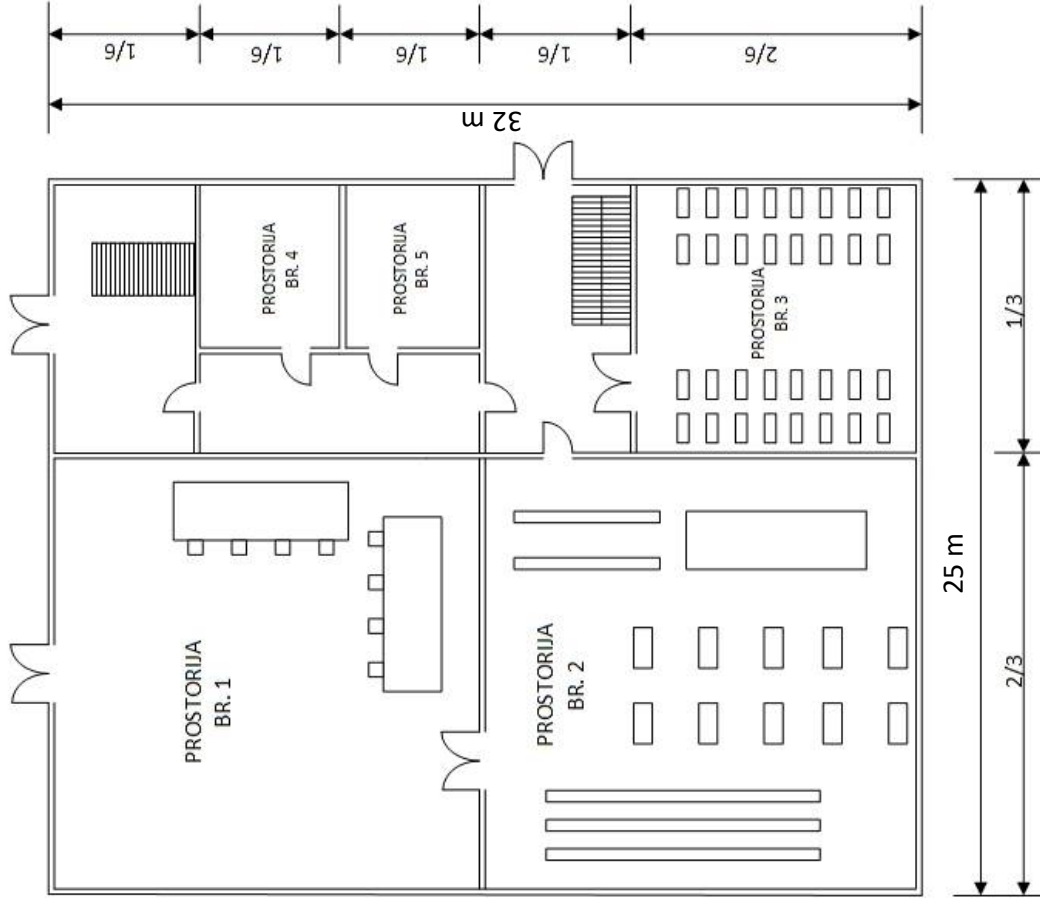 1/6
1/6
1/6
1/6
2/6
32 m
PROSTORIJA
BR. 4
PROSTORIJA
BR. 5
PROSTORIJA
BR. 3
PROSTORIJA
BR. 1
PROSTORIJA
BR. 2
25 m
1/3
2/3